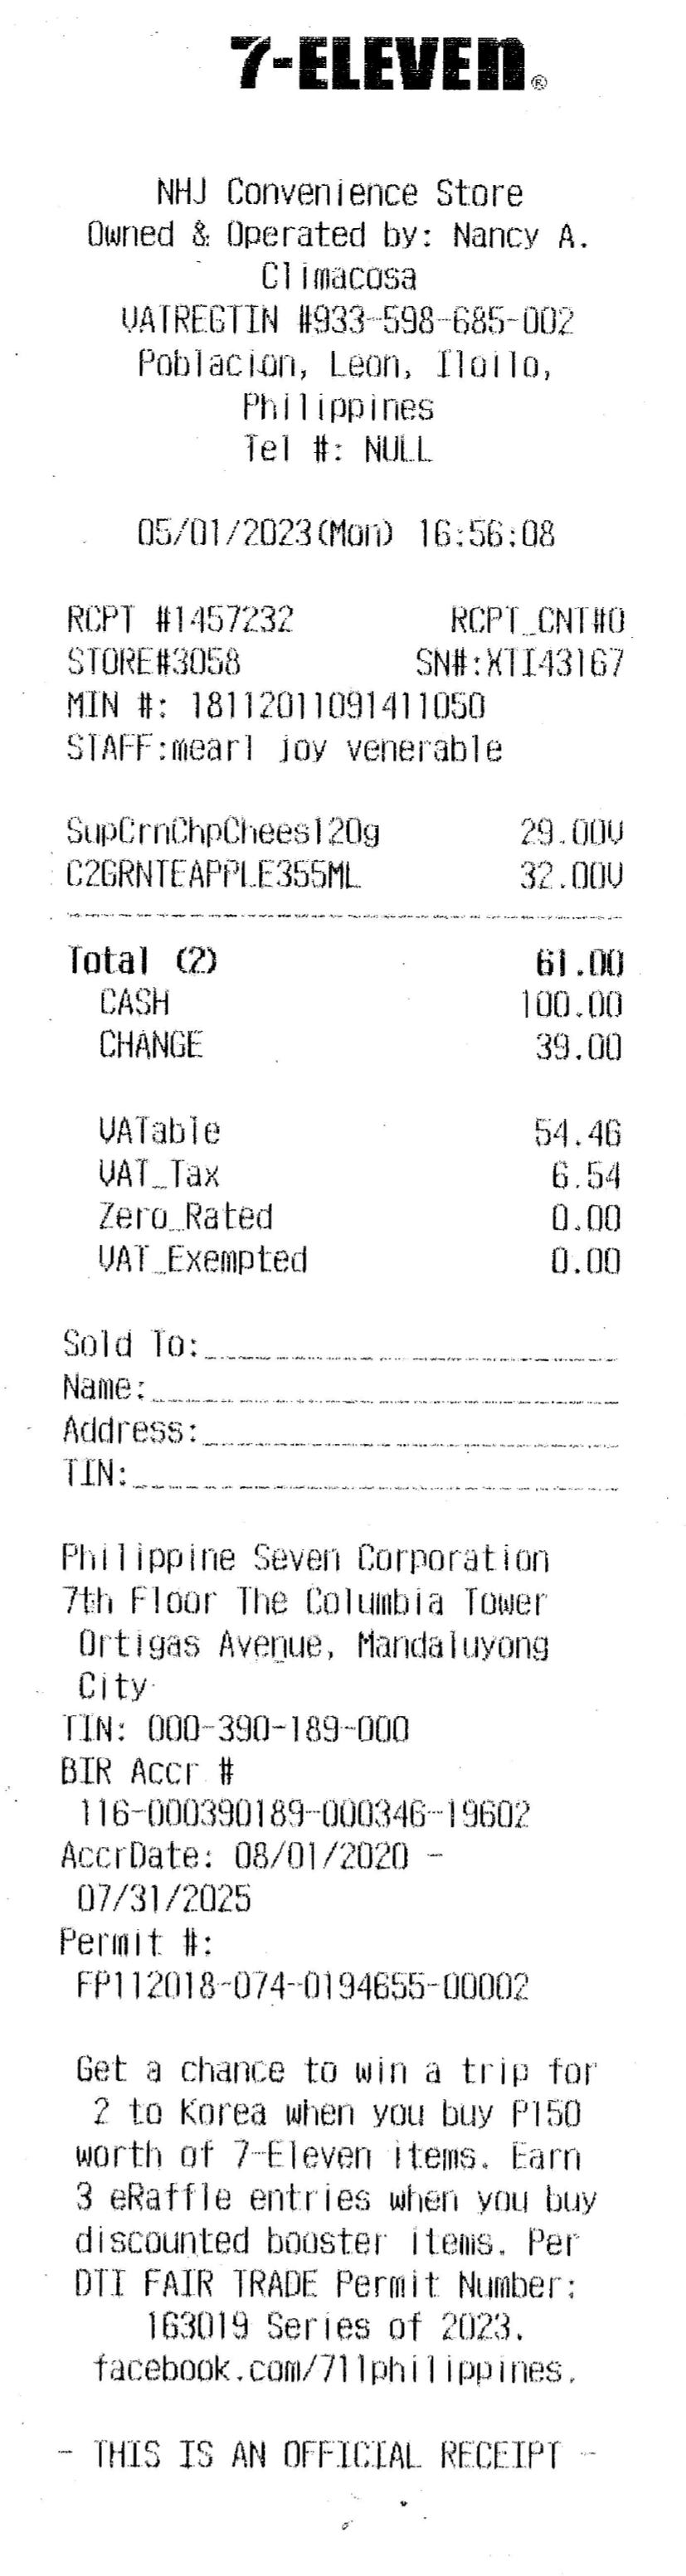 7-ELEVEN®
NHJ Convenience Store
Owned & Operated by: Nancy A.
Climacosa
VATREGTIN #933-598-685-002
Poblacion, Leon, Iloilo,
Philippines
Tel #: NULL
05/01/2023(Mon) 16:56:08
RCPT #1457232 RCPT_CNT#0
STORE#3058 SN#:XTI43167
MIN #: 18112011091411050
STAFF:mearl joy venerable
SupCrnChpChees120g 29.00V
C2GRNTEAPPLE355ML 32.00V
Total (2) 61.00
CASH 100.00
CHANGE 39.00
VATable 54.46
VAT_Tax 6.54
Zero_Rated 0.00
VAT_Exempted 0.00
Sold To:
Name:
Address:
TIN:
Philippine Seven Corporation
7th Floor The Columbia Tower
Ortigas Avenue, Mandaluyong
City
TIN: 000-390-189-000
BIR Accr #
116-000390189-000346-19602
AccrDate: 08/01/2020 -
07/31/2025
Permit #:
FP112018-074-0194655-00002
Get a chance to win a trip for
2 to Korea when you buy P150
worth of 7-Eleven items. Earn
3 eRaffle entries when you buy
discounted booster items. Per
DTI FAIR TRADE Permit Number:
163019 Series of 2023.
facebook.com/711philippines.
- THIS IS AN OFFICIAL RECEIPT -